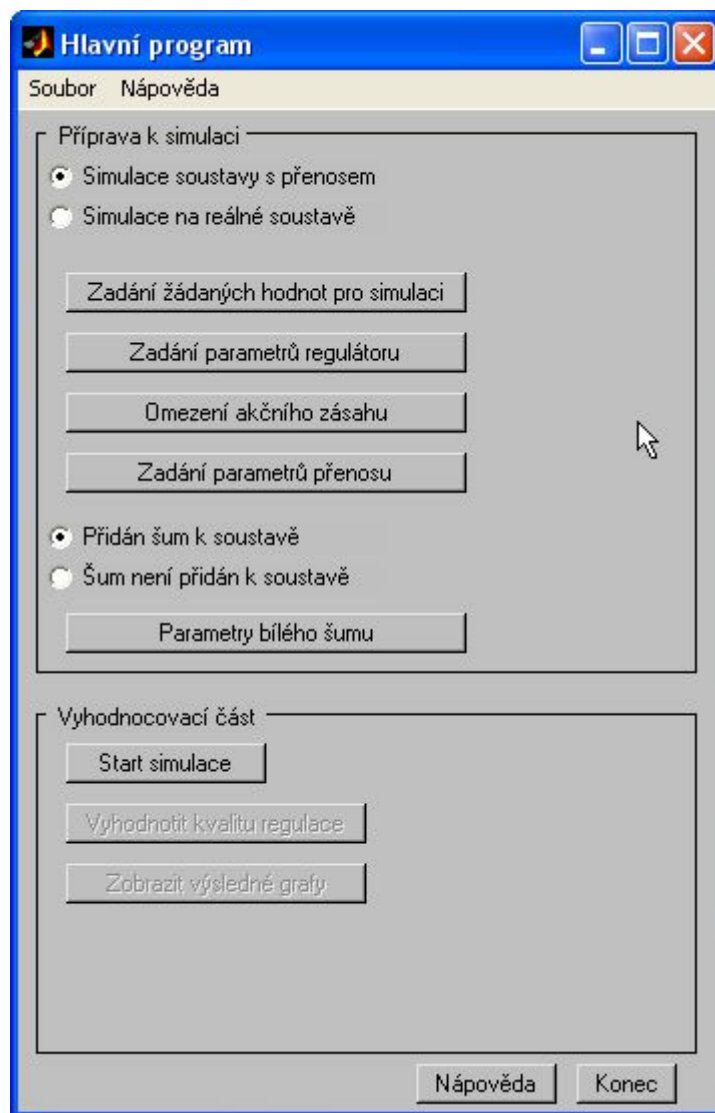 Hlavní program
Soubor Nápověda
Příprava k simulaci
Simulace soustavy s přenosem
Simulace na reálné soustavě
Zadání žádaných hodnot pro simulaci
Zadání parametrů regulátoru
Omezení akčního zásahu
Zadání parametrů přenosu
Přidán šum k soustavě
Šum není přidán k soustavě
Parametry bílého šumu
Vyhodnocovací část
Start simulace
Vyhodnotit kvalitu regulace
Zobrazit výsledné grafy
Nápověda Konec